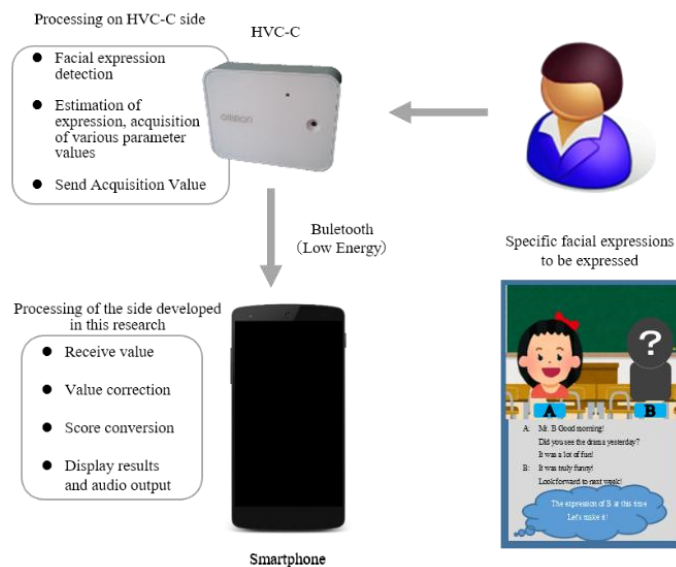 Processing on HVC-C side
● Facial expression
detection
● Estimation of
expression, acquisition
of various parameter
values
● Send Acquisition Value
HVC-C
OMRON
Buletooth
(Low Energy)
Processing of the side developed
in this research
● Receive value
● Value correction
● Score conversion
● Display results
and audio output
Smartphone
Specific facial expressions
to be expressed
?
A
B
A: Mr. B Good morning!
Did you see the drama yesterday?
It was a lot of fun!
B: It was truly funny!
Look forward to next week!
The expression of B at this time
Let's make it!